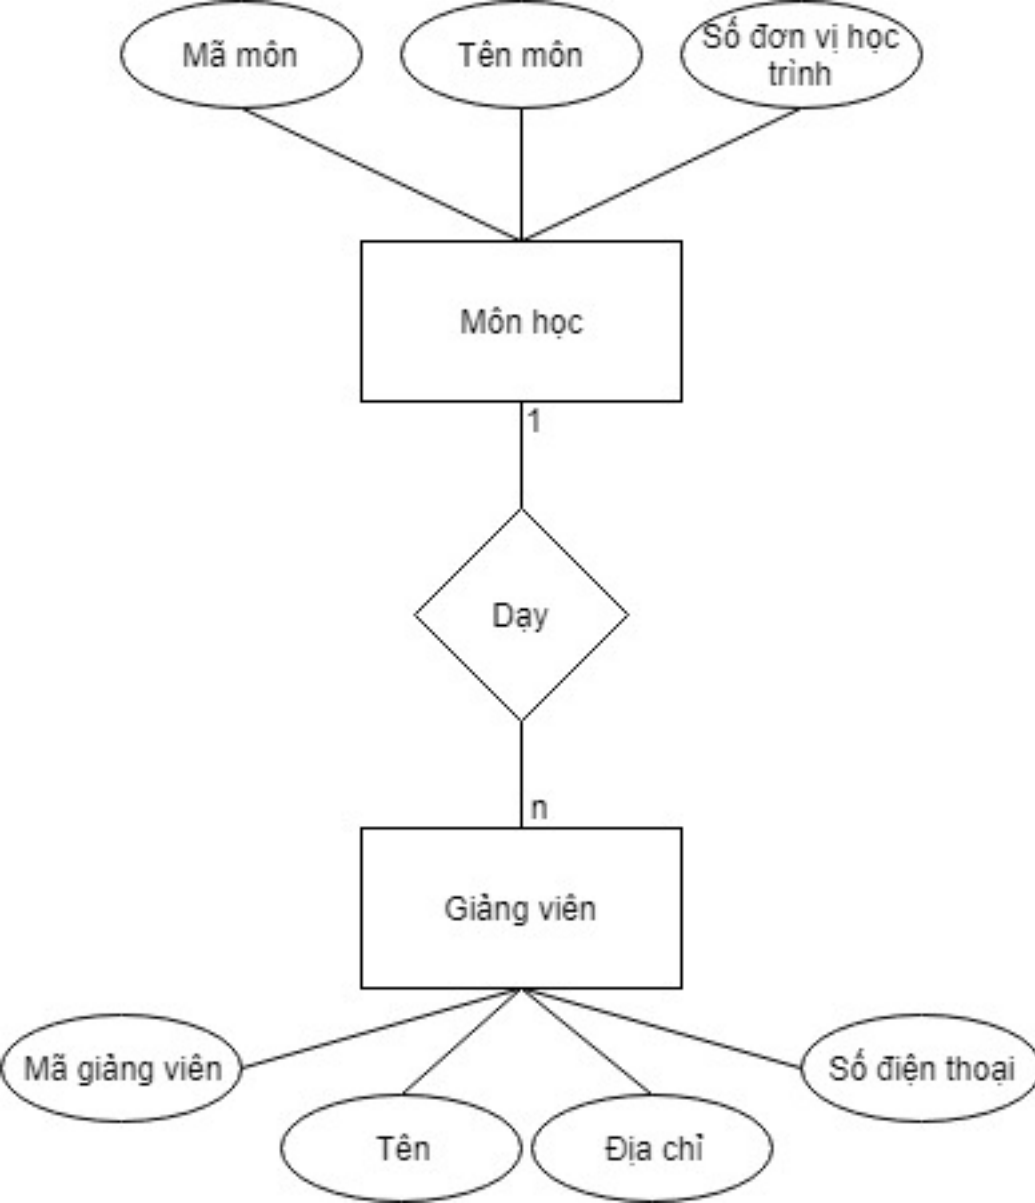 Mã môn
Tên môn
Số đơn vị học
trình
Môn học
1
Dạy
n
Giảng viên
Mã giảng viên
Số điện thoại
Tên
Địa chỉ